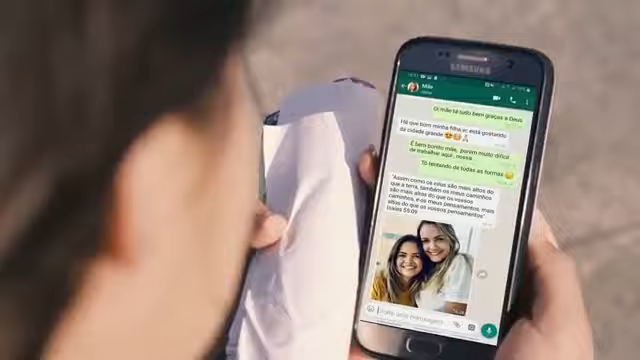 SAMSUNG
Mãe
Oi mãe tá tudo bem graças a Deus
Há que bom minha filha,vc está gostando
da cidade grande
É bem bonito mãe, porém muito difícil
de trabalhar aqui , nossa
Tô tentando de todas as formas
"Assim como os céus são mais altos do
que a terra, também os meus caminhos
são mais altos do que os vossos
caminhos, e os meus pensamentos, mais
altos do que os vossos pensamentos"
Isaías 55:09
mensagem